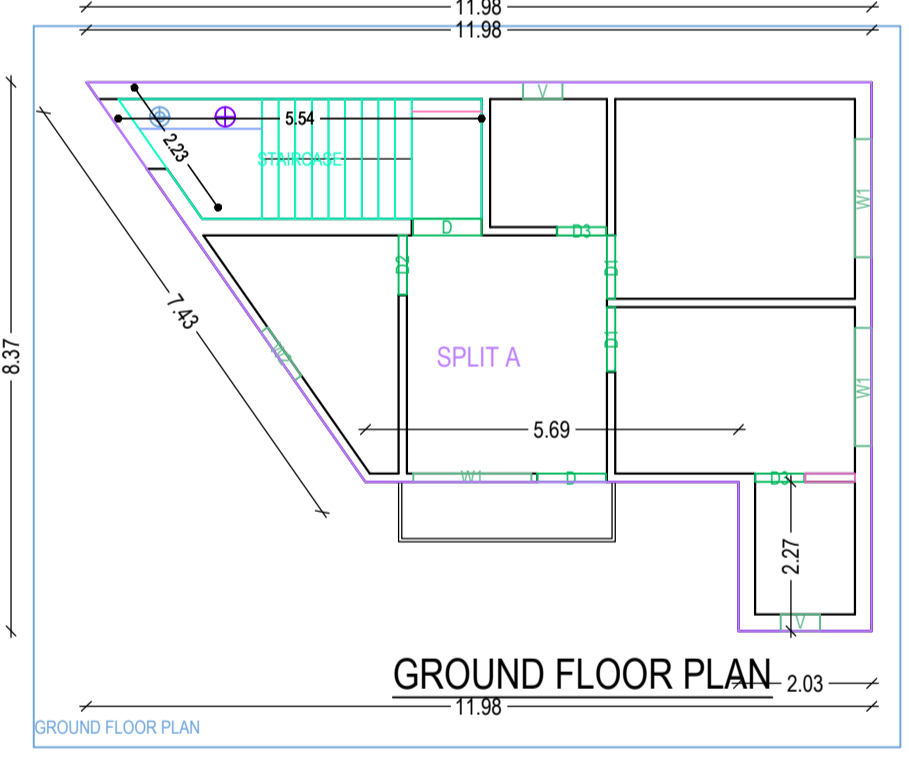 11.98
11.98
V
5.54
2.23
STAIRCASE
D
D3
W1
D2
D1
7.43
8.37
D1
SPLIT A
W1
5.69
W1
D
D3
2.27
V
GROUND FLOOR PLAN
2.03
11.98
GROUND FLOOR PLAN